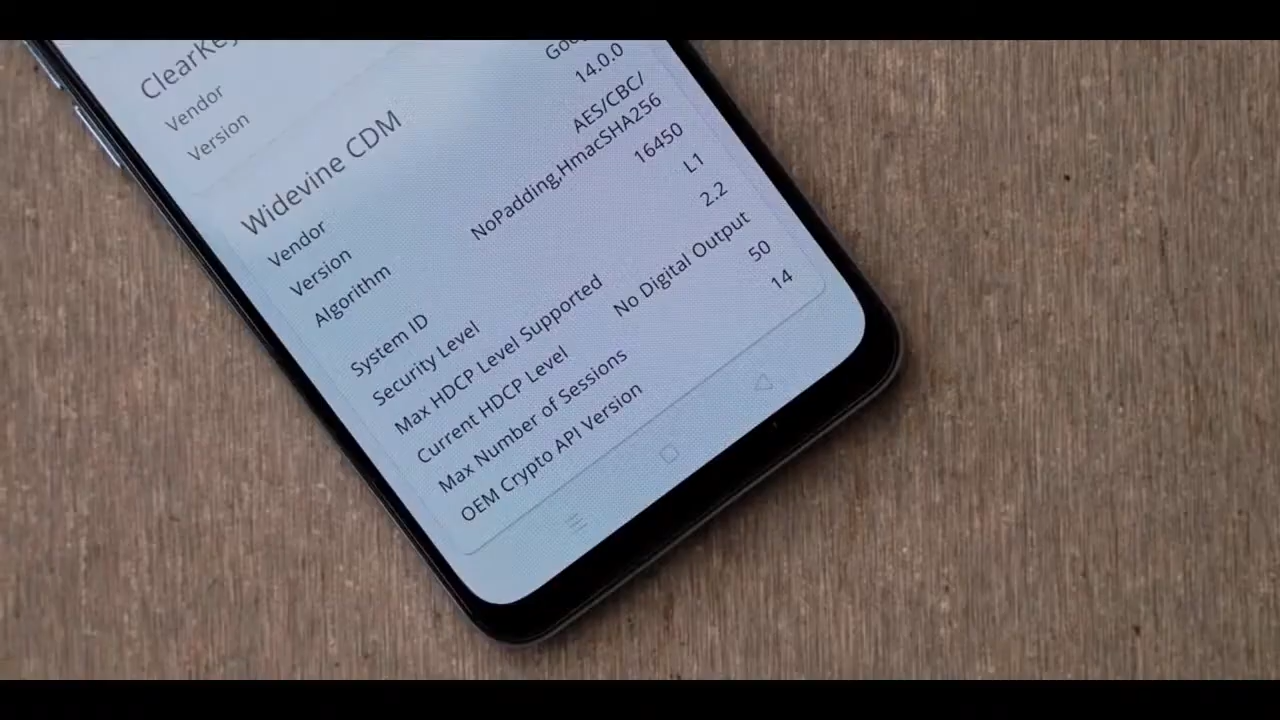 ClearKey
Vendor
Version
Widevine CDM
Vendor
Version 14.0.0
Algorithm AES/CBC/
NoPadding,HmacSHA256
System ID 16450
Security Level L1
Max HDCP Level Supported 2.2
Current HDCP Level No Digital Output
Max Number of Sessions 50
OEM Crypto API Version 14